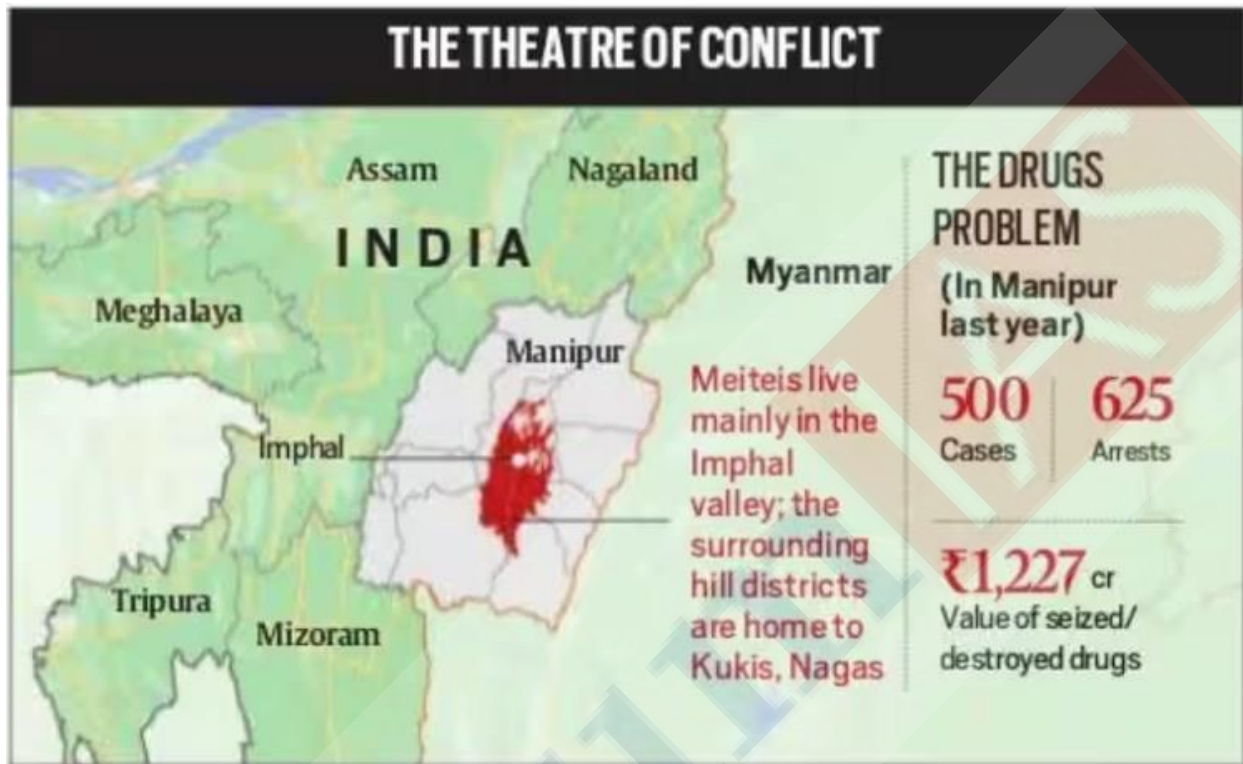 THE THEATRE OF CONFLICT
Assam
Nagaland
INDIA
Meghalaya
Myanmar
Manipur
Imphal
Tripura
Mizoram
Meiteis live
mainly in the
Imphal
valley; the
surrounding
hill districts
are home to
Kukis, Nagas
THE DRUGS
PROBLEM
(In Manipur
last year)
500
Cases
625
Arrests
₹1,227 cr
Value of seized/
destroyed drugs
IAS